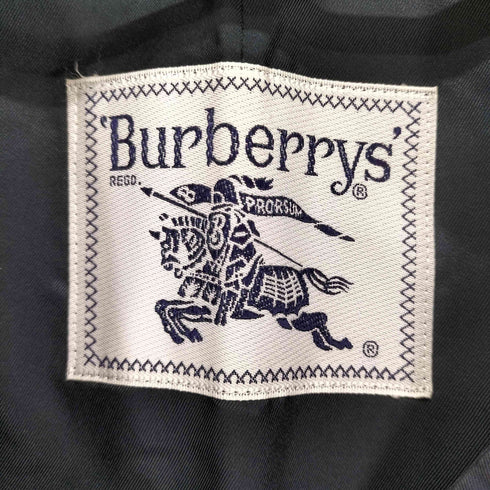 'Burberrys'
REGD.
®
B PRORSUM
B
®